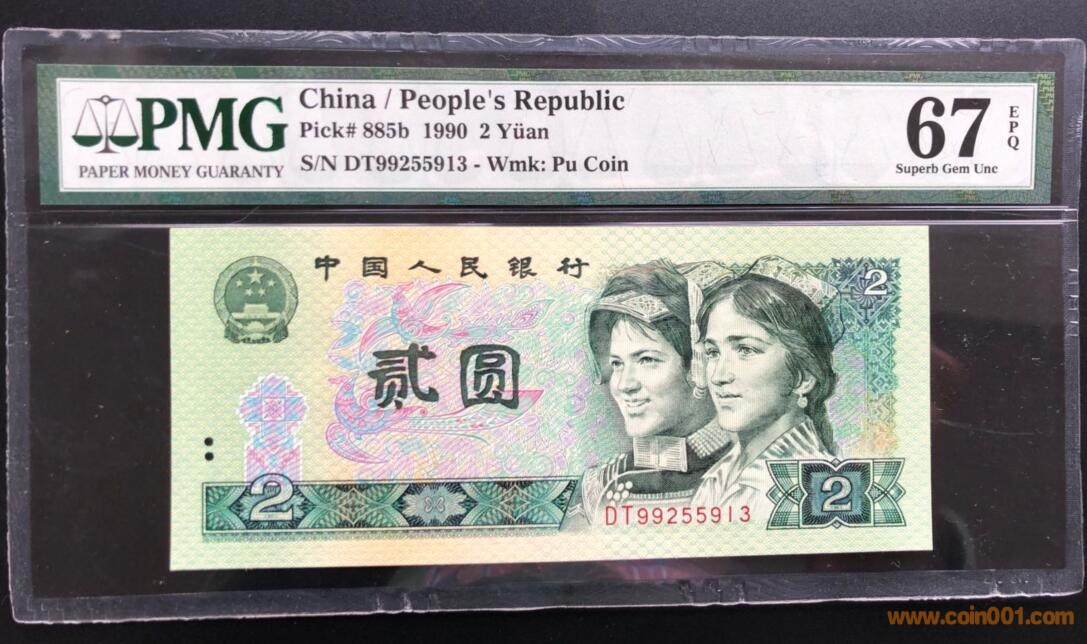 PMG
PAPER MONEY GUARANTY
China / People's Republic
Pick# 885b 1990 2 Yüan
S/N DT99255913 - Wmk: Pu Coin
67
EPQ
Superb Gem Unc
中国人民银行
2
贰圆
2
DT99255913
2
www.coin001.com